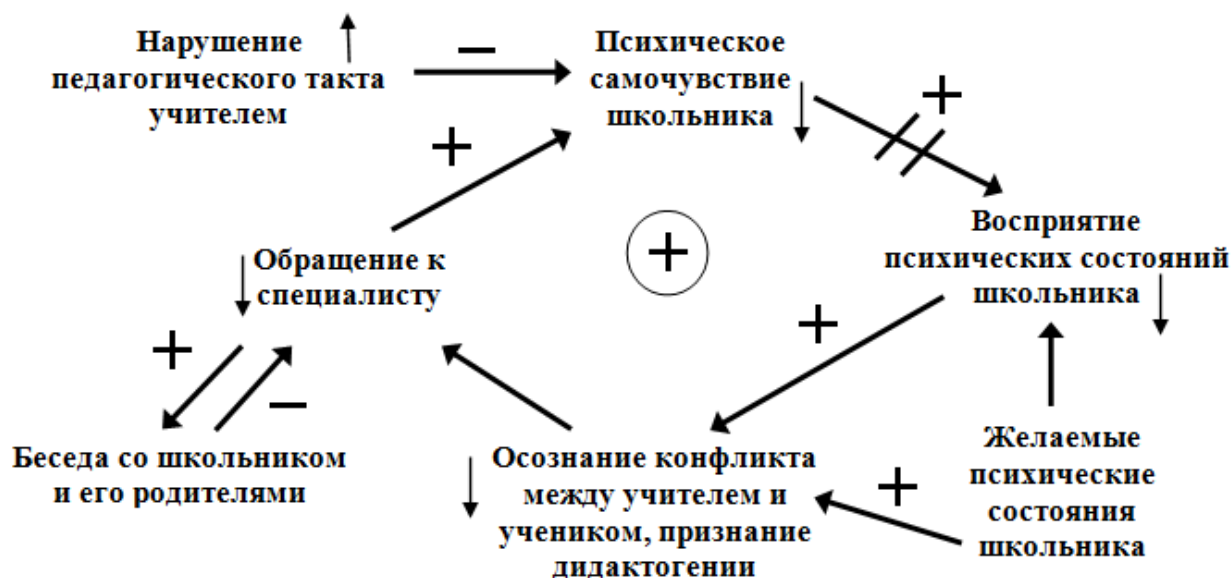 Нарушение
педагогического такта
учителем
−
Психическое
самочувствие
школьника
+
+
Восприятие
психических состояний
школьника
Обращение к
специалисту
+
+
+
−
Беседа со школьником
и его родителями
Осознание конфликта
между учителем и
учеником, признание
дидактогении
+
Желаемые
психические
состояния
школьника